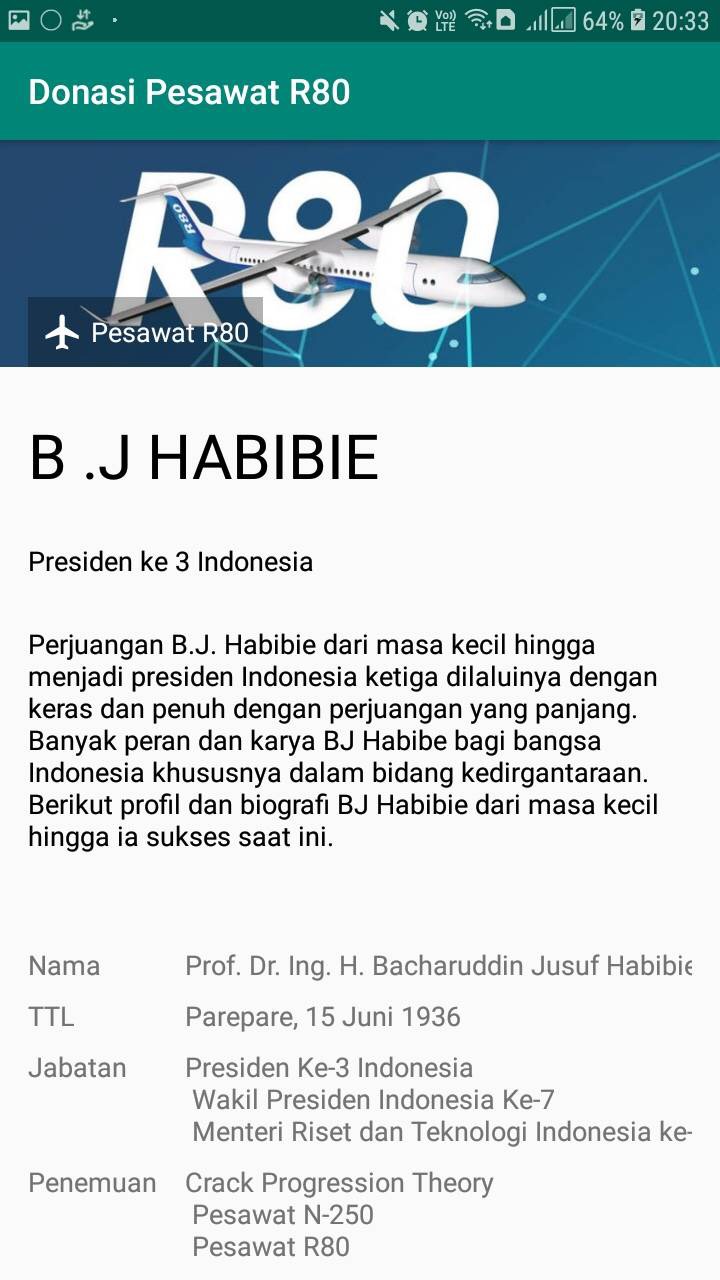 Vo))
LTE
64%
20:33
Donasi Pesawat R80
R80
R80
Pesawat R80
B .J HABIBIE
Presiden ke 3 Indonesia
Perjuangan B.J. Habibie dari masa kecil hingga
menjadi presiden Indonesia ketiga dilaluinya dengan
keras dan penuh dengan perjuangan yang panjang.
Banyak peran dan karya BJ Habibe bagi bangsa
Indonesia khususnya dalam bidang kedirgantaraan.
Berikut profil dan biografi BJ Habibie dari masa kecil
hingga ia sukses saat ini.
Nama Prof. Dr. Ing. H. Bacharuddin Jusuf Habibie
TTL Parepare, 15 Juni 1936
Jabatan Presiden Ke-3 Indonesia
Wakil Presiden Indonesia Ke-7
Menteri Riset dan Teknologi Indonesia ke-
Penemuan Crack Progression Theory
Pesawat N-250
Pesawat R80